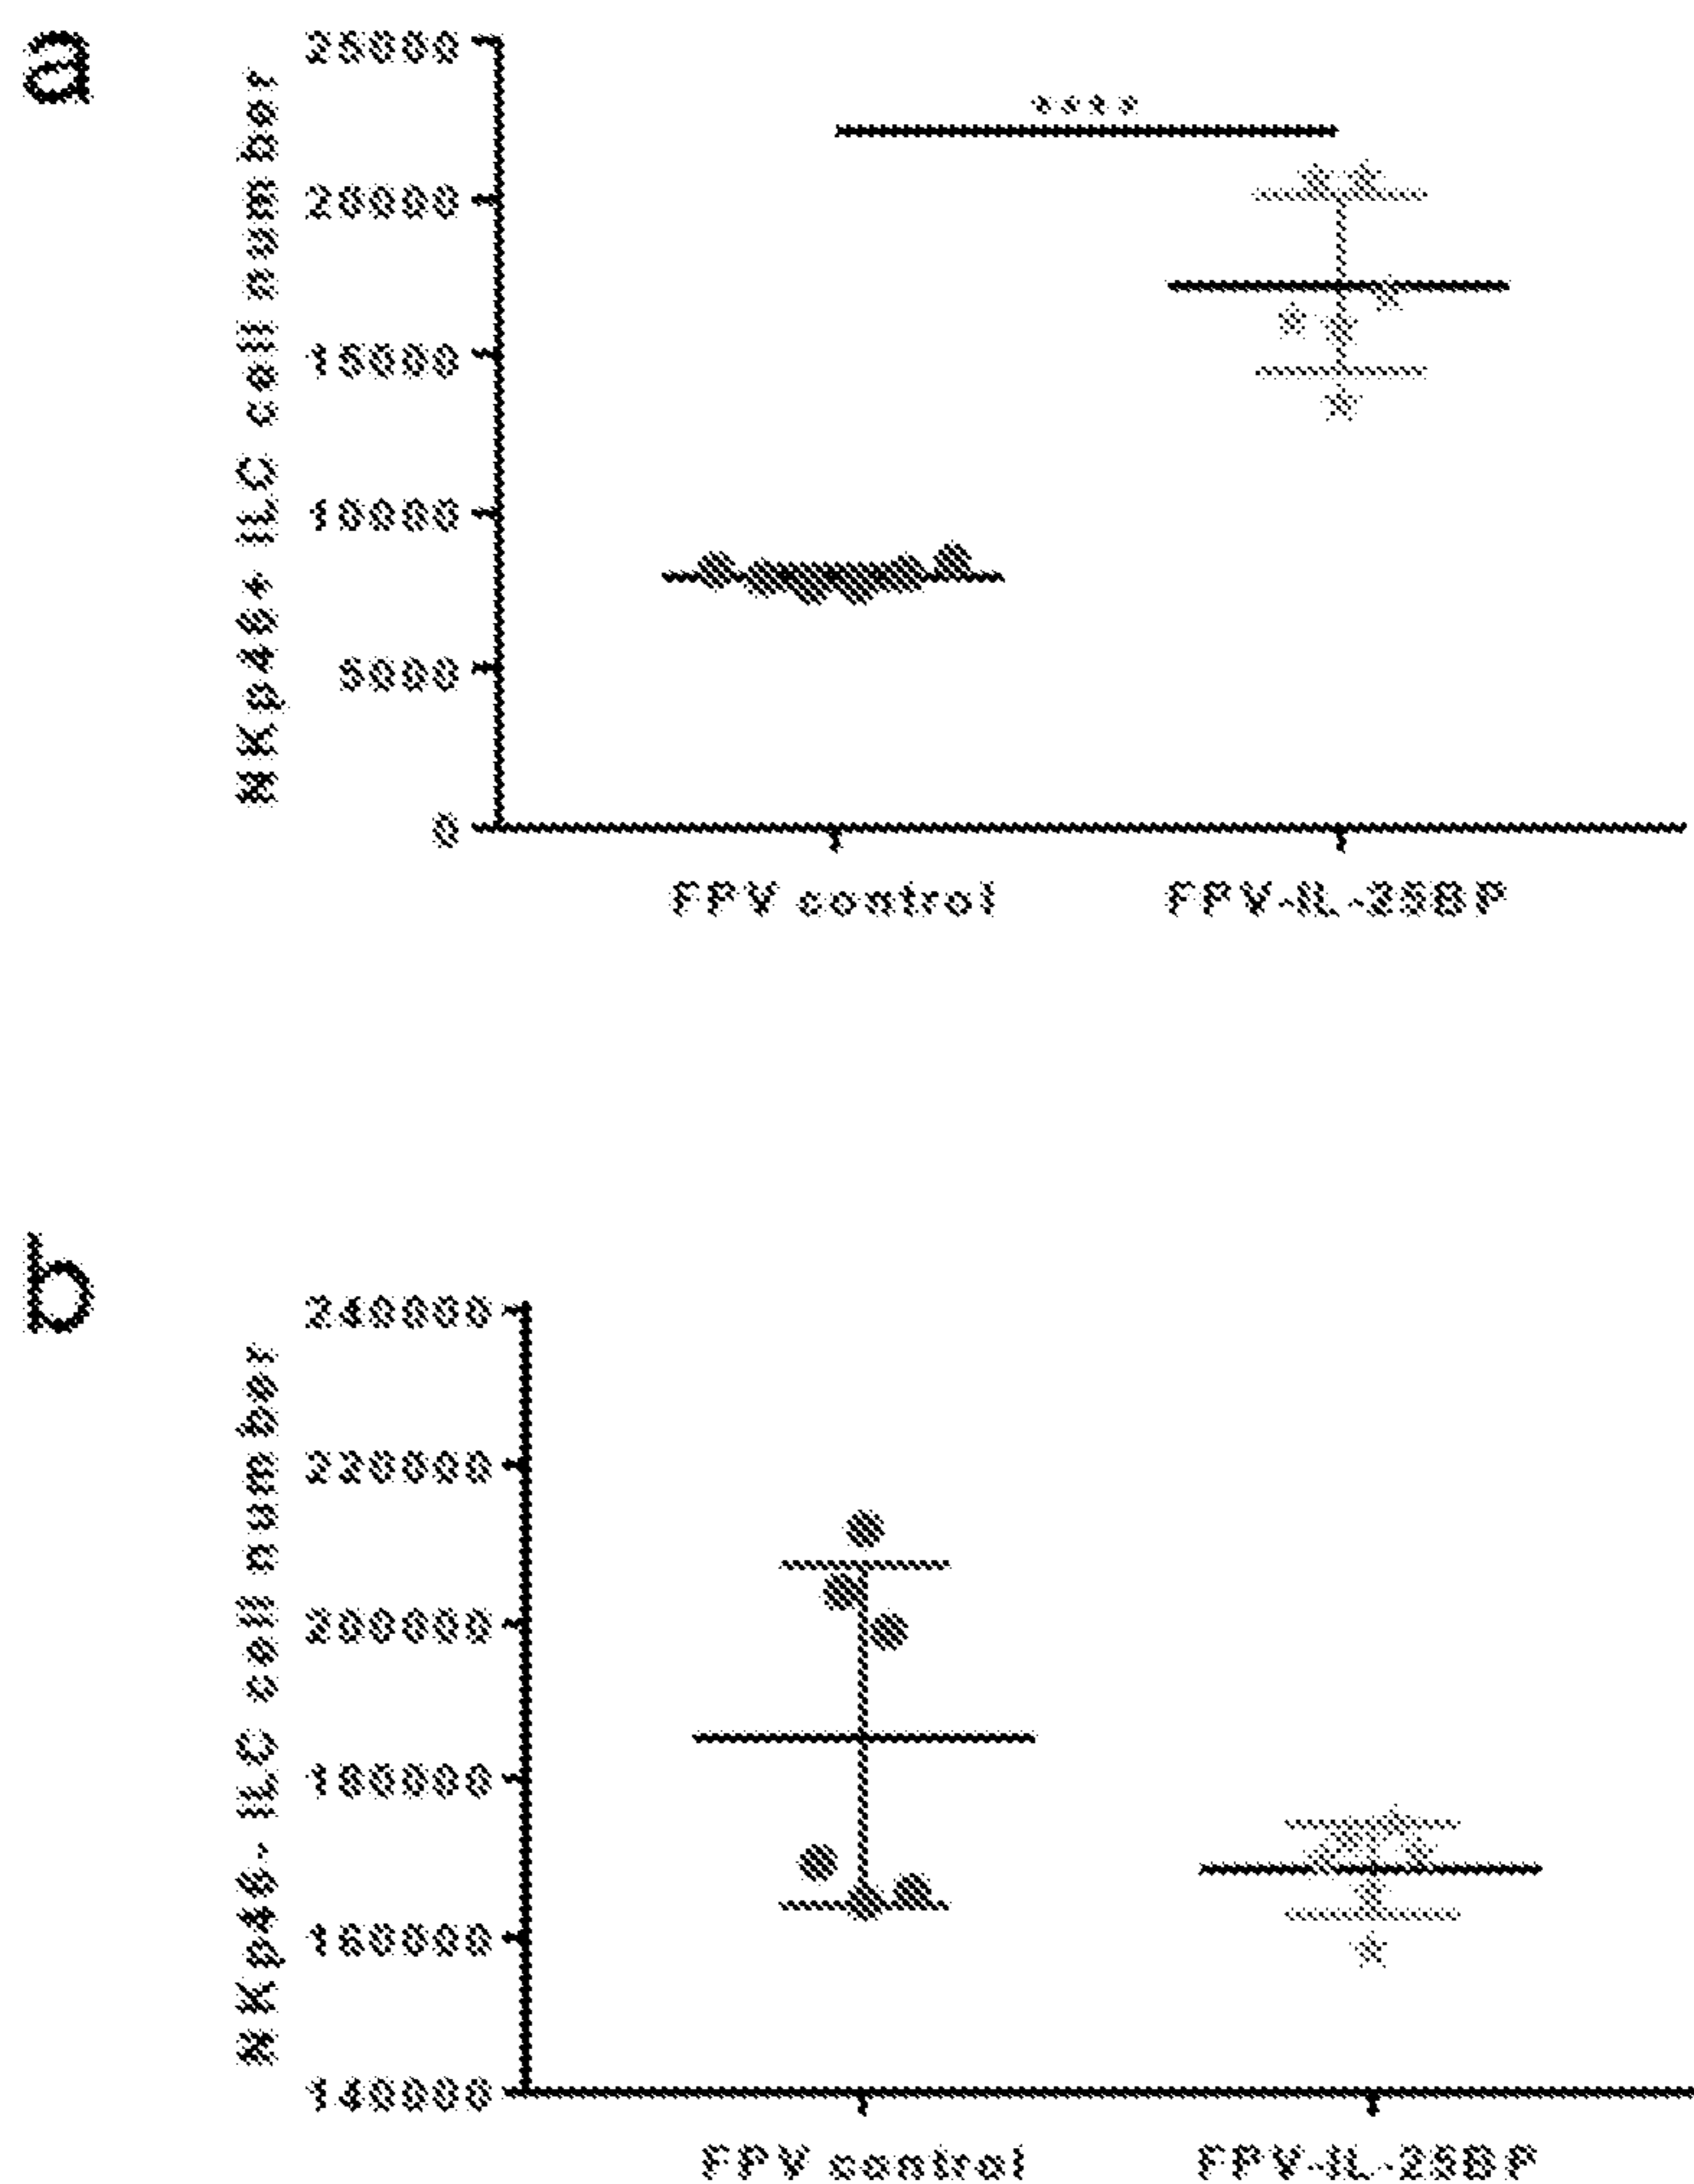 a
NKp46+ ILC cell number
25000
20000
15000
10000
5000
0
****
FPV control
FPV-IL-25BP
b
NKp46- ILC cell number
240000
220000
200000
180000
160000
140000
FPV control
FPV-IL-25BP